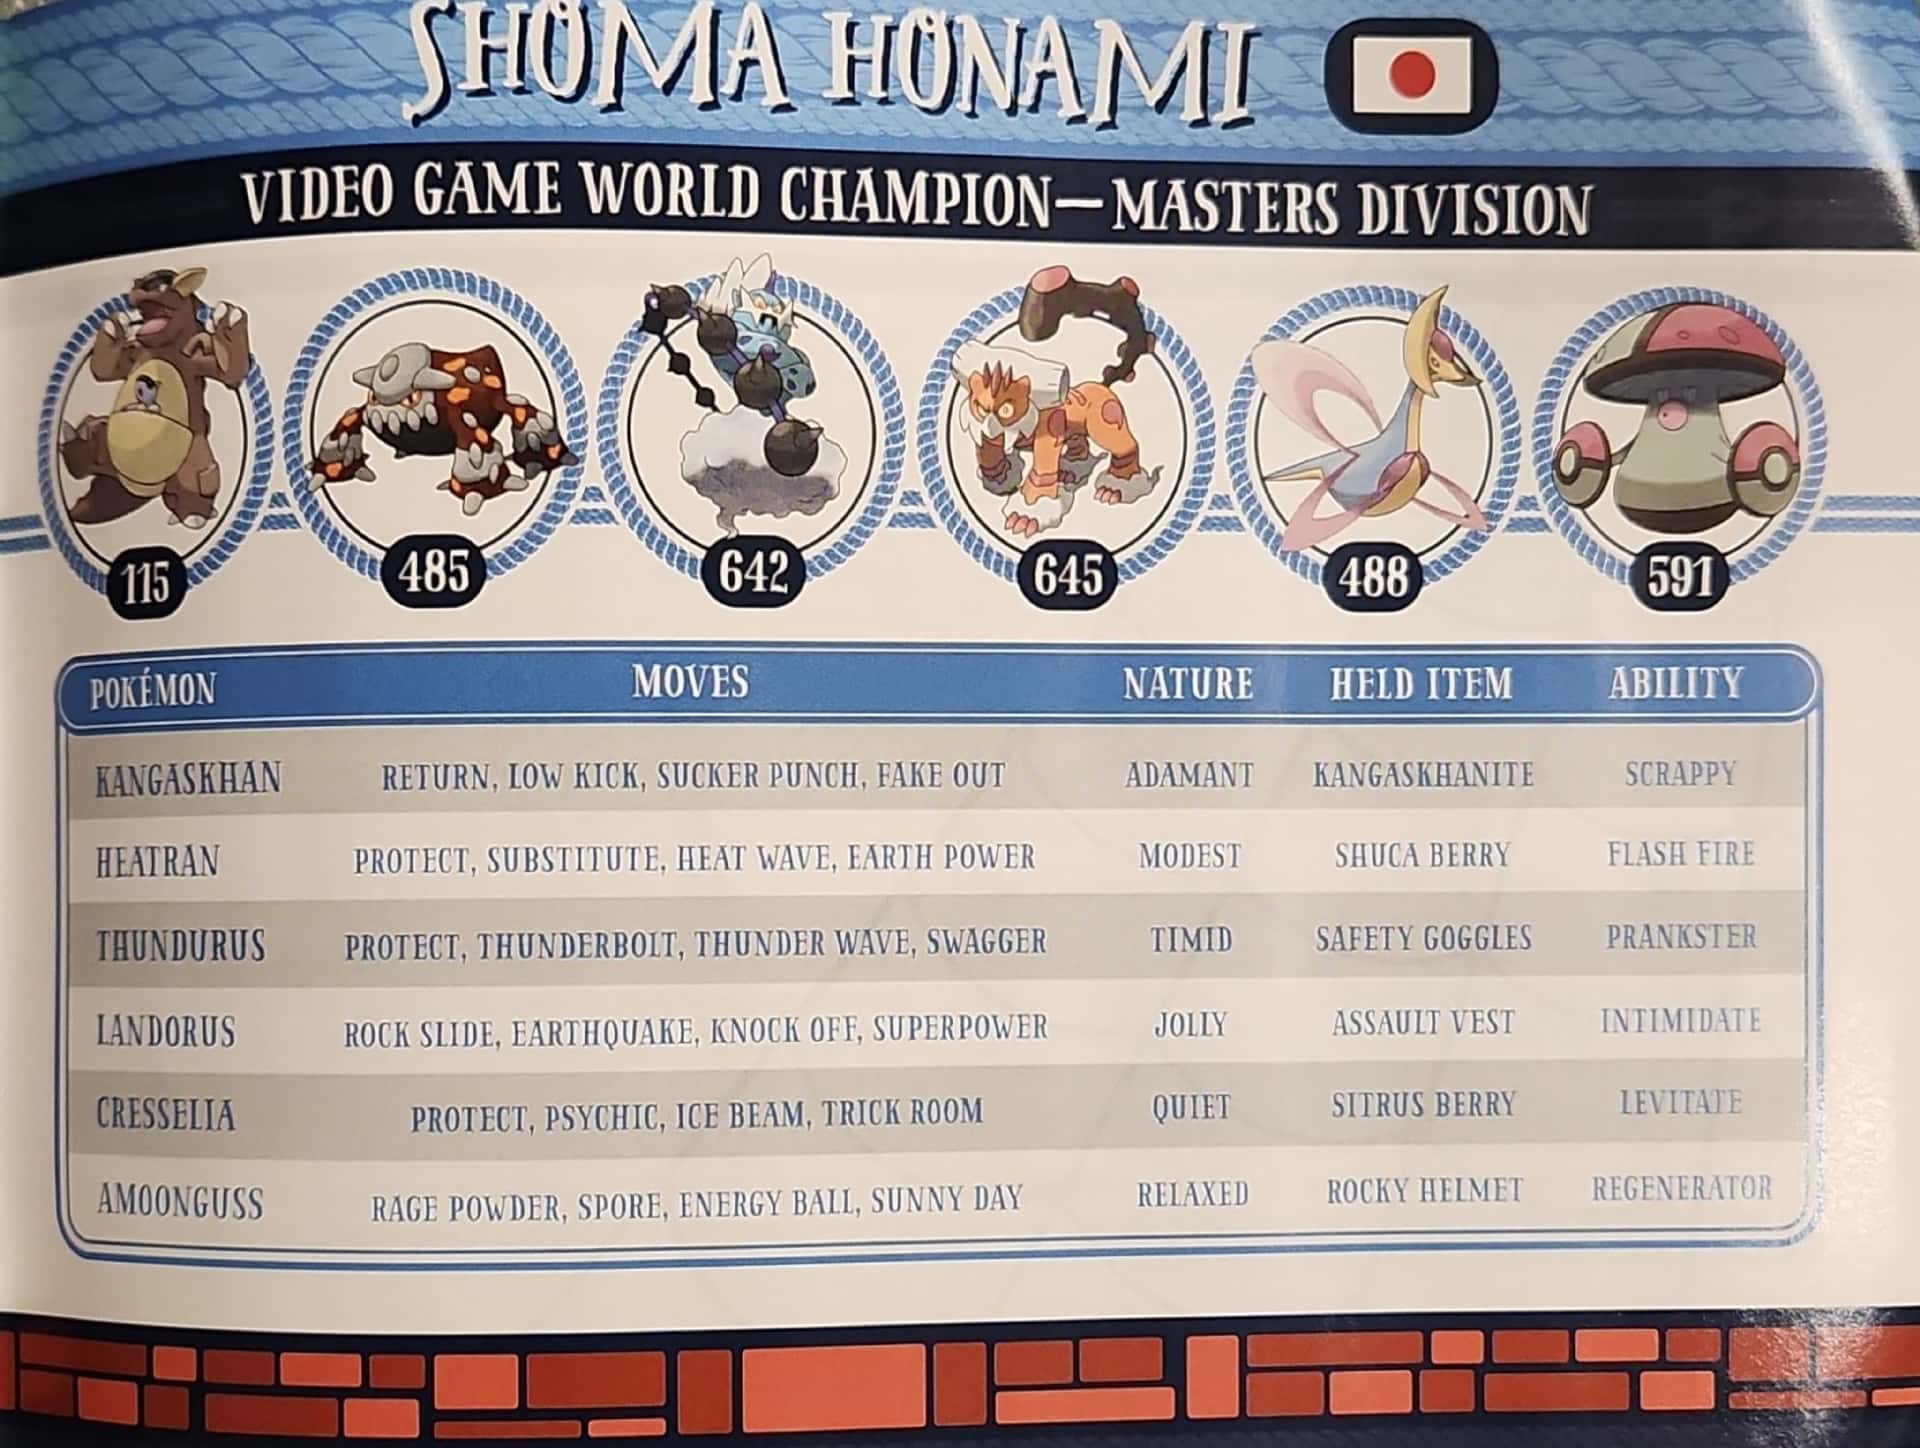 SHOMA HONAMI
VIDEO GAME WORLD CHAMPION—MASTERS DIVISION
115 485 642 645 488 591
POKÉMON MOVES NATURE HELD ITEM ABILITY
KANGASKHAN RETURN, LOW KICK, SUCKER PUNCH, FAKE OUT ADAMANT KANGASKHANITE SCRAPPY
HEATRAN PROTECT, SUBSTITUTE, HEAT WAVE, EARTH POWER MODEST SHUCA BERRY FLASH FIRE
THUNDURUS PROTECT, THUNDERBOLT, THUNDER WAVE, SWAGGER TIMID SAFETY GOGGLES PRANKSTER
LANDORUS ROCK SLIDE, EARTHQUAKE, KNOCK OFF, SUPERPOWER JOLLY ASSAULT VEST INTIMIDATE
CRESSELIA PROTECT, PSYCHIC, ICE BEAM, TRICK ROOM QUIET SITRUS BERRY LEVITATE
AMOONGUSS RAGE POWDER, SPORE, ENERGY BALL, SUNNY DAY RELAXED ROCKY HELMET REGENERATOR